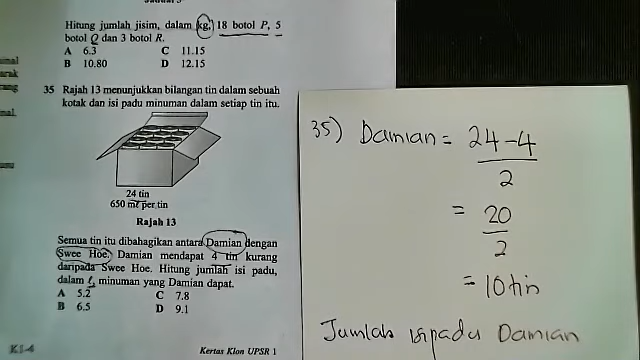 Hitung jumlah jisim, dalam kg, 18 botol P, 5
botol Q dan 3 botol R.
A 6.3 C 11.15
B 10.80 D 12.15
35 Rajah 13 menunjukkan bilangan tin dalam sebuah
kotak dan isi padu minuman dalam setiap tin itu.
24 tin
650 mℓ per tin
Rajah 13
Semua tin itu dibahagikan antara Damian dengan
Swee Hoe. Damian mendapat 4 tin kurang
daripada Swee Hoe. Hitung jumlah isi padu,
dalam ℓ, minuman yang Damian dapat.
A 5.2 C 7.8
B 6.5 D 9.1
Kertas Klon UPSR 1
35) Damian = 24-4
2
= 20
2
= 10 tin
Jumlah isipadu Damian